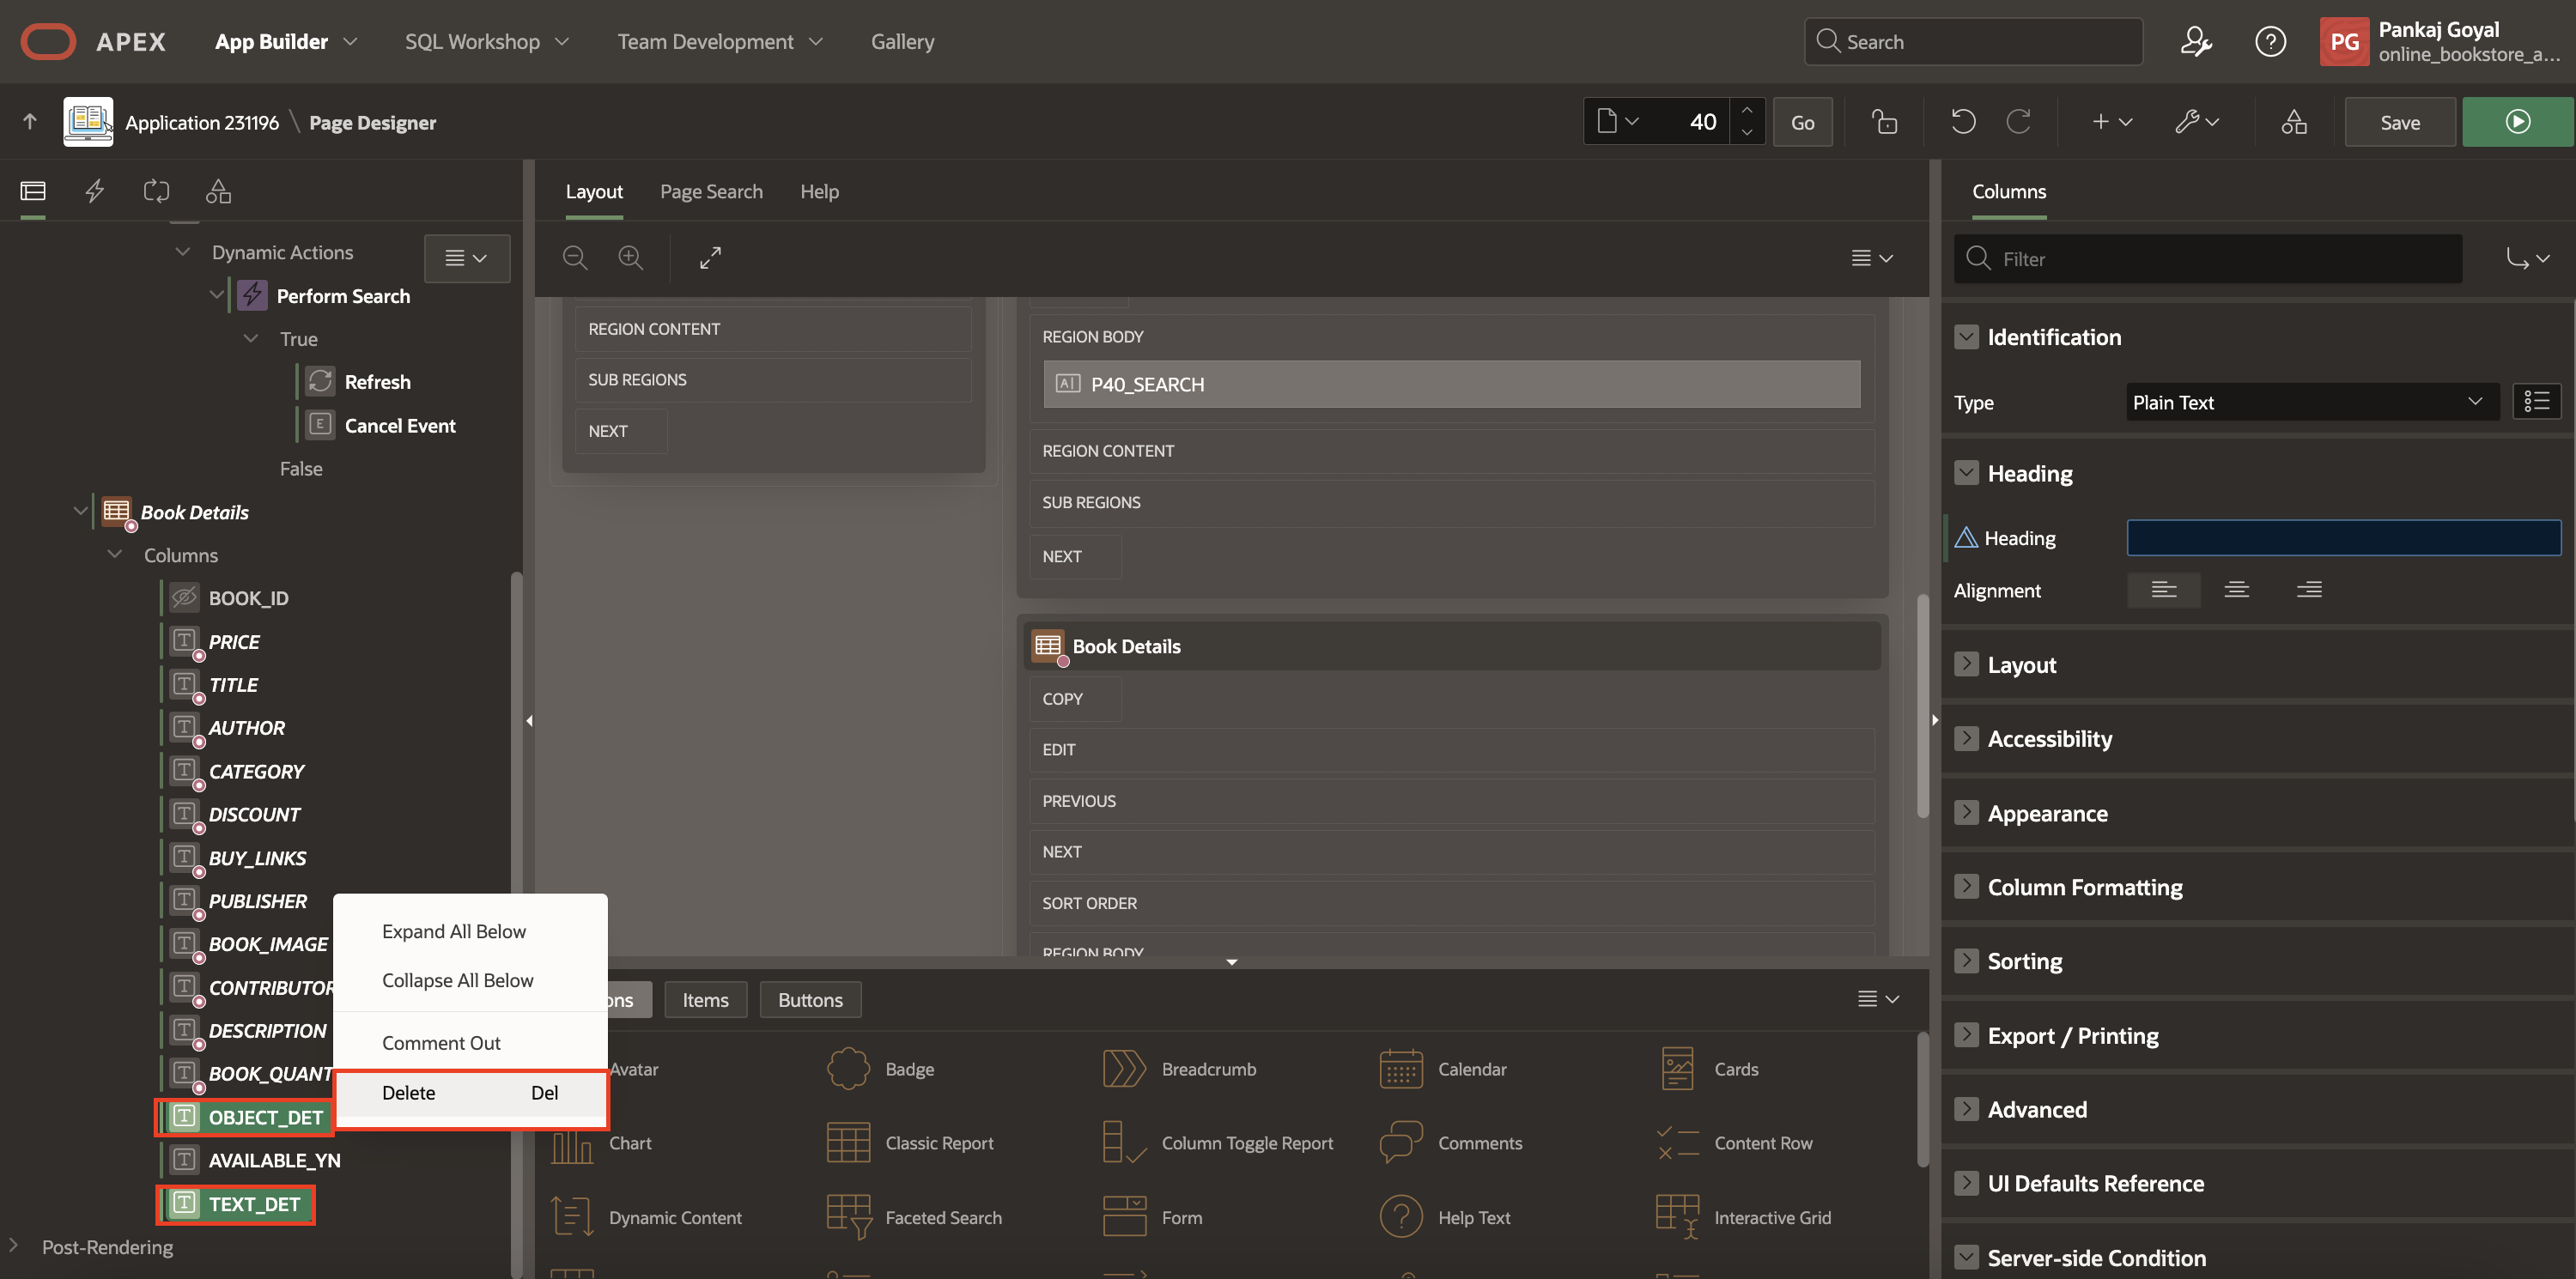 APEX App Builder SQL Workshop Team Development Gallery Search PG Pankaj Goyal
online_bookstore_a...
Application 231196 \ Page Designer 40 Go Save
Layout Page Search Help
Columns
Dynamic Actions
Perform Search
True
Refresh
E Cancel Event
False
Book Details
Columns
BOOK_ID
T PRICE
T TITLE
T AUTHOR
T CATEGORY
T DISCOUNT
T BUY_LINKS
T PUBLISHER
T BOOK_IMAGE
T CONTRIBUTOR
T DESCRIPTION
T BOOK_QUANT
T OBJECT_DET
T AVAILABLE_YN
T TEXT_DET
Post-Rendering
Expand All Below
Collapse All Below
Comment Out
Delete Del
REGION CONTENT
SUB REGIONS
NEXT
REGION BODY
A| P40_SEARCH
REGION CONTENT
SUB REGIONS
NEXT
Book Details
COPY
EDIT
PREVIOUS
NEXT
SORT ORDER
REGION BODY
ons Items Buttons
Avatar Badge Breadcrumb Calendar Cards
Chart Classic Report Column Toggle Report Comments Content Row
Dynamic Content Faceted Search Form ? Help Text Interactive Grid
Filter
Identification
Type Plain Text
Heading
Heading
Alignment
Layout
Accessibility
Appearance
Column Formatting
Sorting
Export / Printing
Advanced
UI Defaults Reference
Server-side Condition